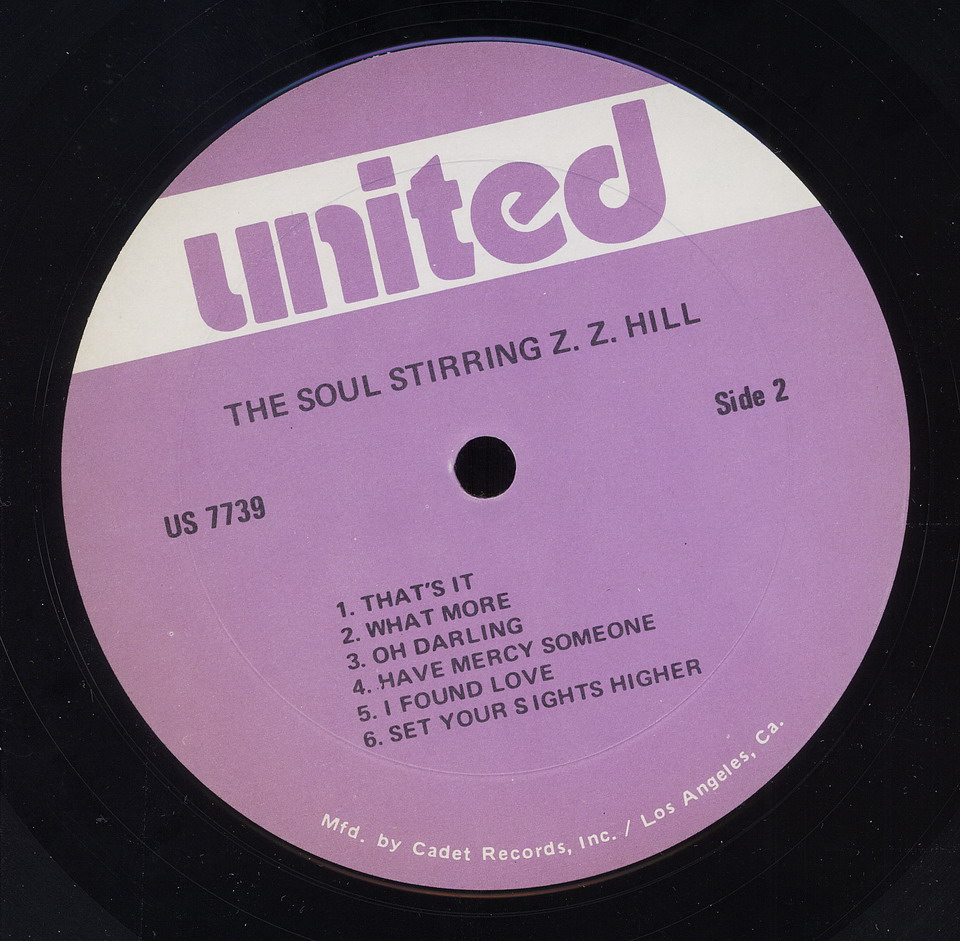 united
THE SOUL STIRRING Z. Z. HILL
Side 2
US 7739
1. THAT'S IT
2. WHAT MORE
3. OH DARLING
4. HAVE MERCY SOMEONE
5. I FOUND LOVE
6. SET YOUR SIGHTS HIGHER
Mfd. by Cadet Records, Inc. / Los Angeles, Ca.